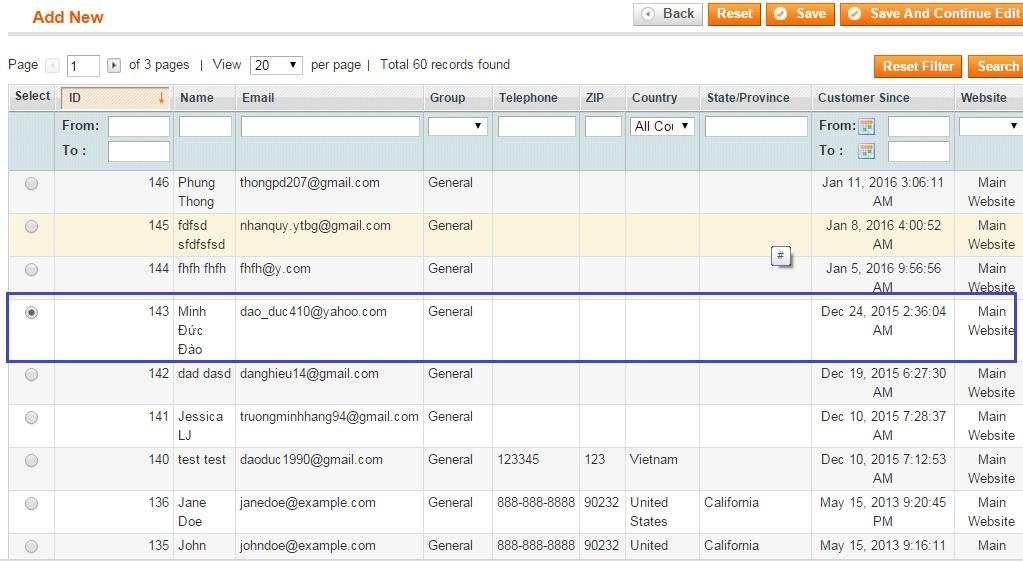 Add New Back Reset Save Save And Continue Edit
Page 1 of 3 pages | View 20 per page | Total 60 records found Reset Filter Search
Select ID Name Email Group Telephone ZIP Country State/Province Customer Since Website
From: All Cou From:
To : To :
146 Phung thongpd207@gmail.com General Jan 11, 2016 3:06:11 Main
Thong AM Website
145 fdfsd nhanquy.ytbg@gmail.com General Jan 8, 2016 4:00:52 Main
sfdfsfsd AM Website
#
144 fhfh fhfh fhfh@y.com General Jan 5, 2016 9:56:56 Main
AM Website
143 Minh dao_duc410@yahoo.com General Dec 24, 2015 2:36:04 Main
Đức AM Website
Đào
142 dad dasd danghieu14@gmail.com General Dec 19, 2015 6:27:30 Main
AM Website
141 Jessica truongminhhang94@gmail.com General Dec 10, 2015 7:28:37 Main
LJ AM Website
140 test test daoduc1990@gmail.com General 123345 123 Vietnam Dec 10, 2015 7:12:53 Main
AM Website
136 Jane janedoe@example.com General 888-888-8888 90232 United California May 15, 2013 9:20:45 Main
Doe States PM Website
135 John johndoe@example.com General 888-888-8888 90232 United California May 15, 2013 9:16:11 Main